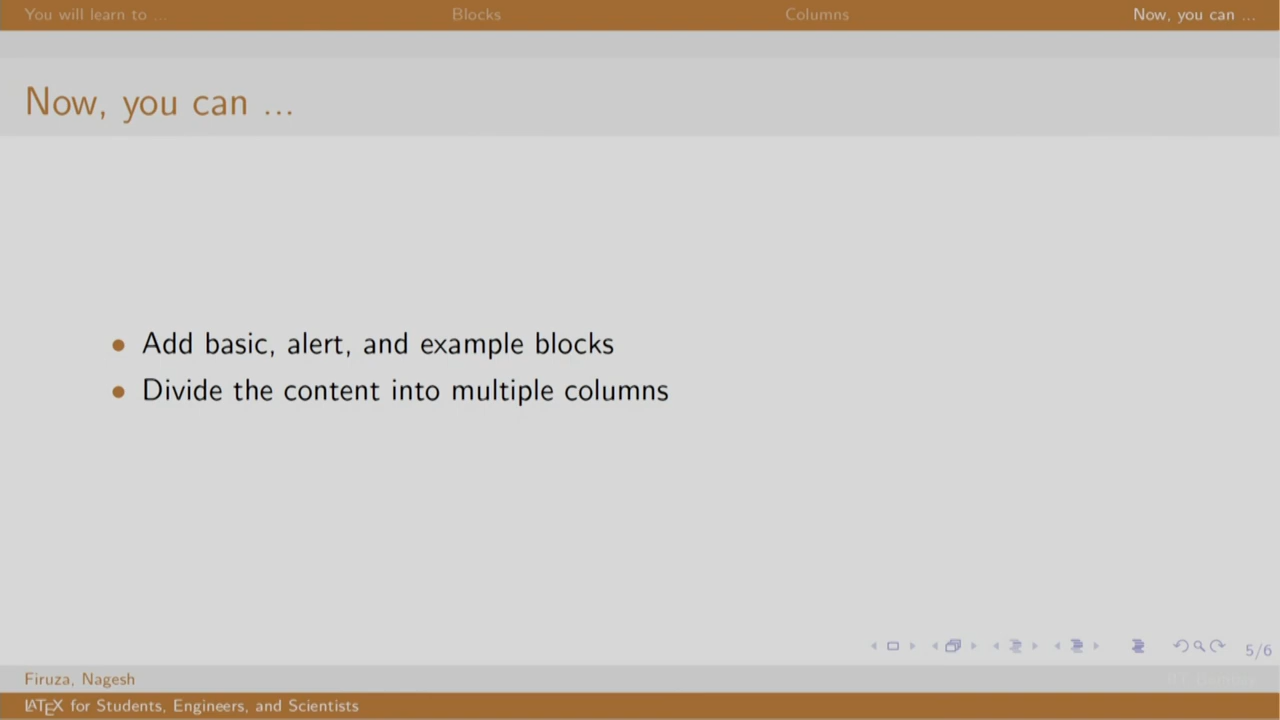 You will learn to ...
Blocks
Columns
Now, you can ...
Now, you can ...
• Add basic, alert, and example blocks
• Divide the content into multiple columns
5/6
Firuza, Nagesh
LATEX for Students, Engineers, and Scientists